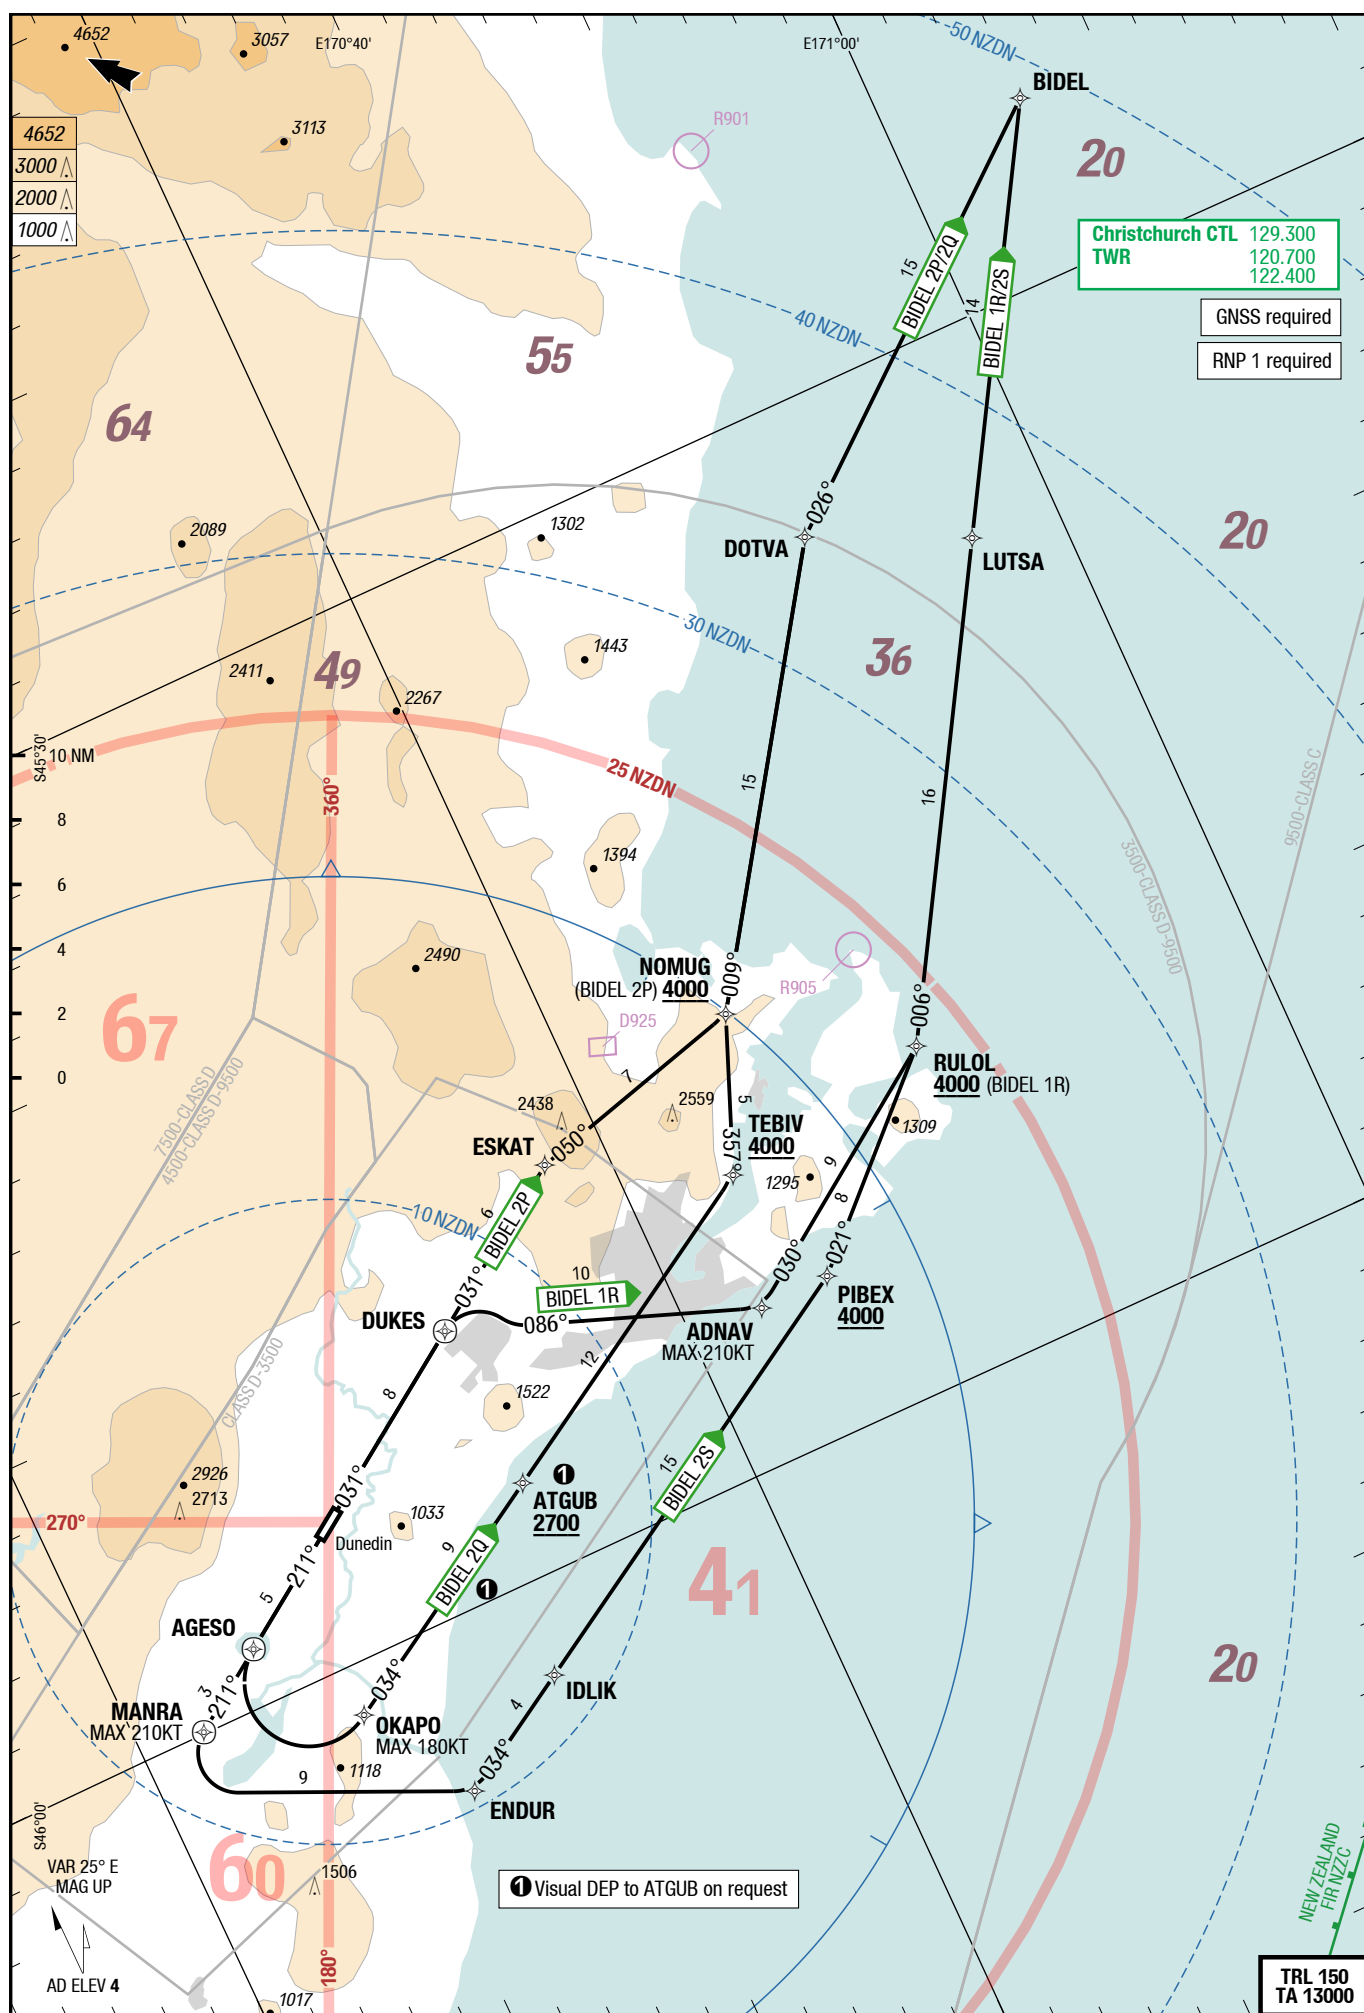 4652
3057
E170°40'
E171°00'
50 NZDN
BIDEL
R901
3113
20
4652
3000
2000
1000
Christchurch CTL 129.300
TWR 120.700
122.400
GNSS required
RNP 1 required
15
BIDEL 2P/2Q
14
BIDEL 1R/2S
40 NZDN
55
64
026°
2089
1302
DOTVA
LUTSA
20
30 NZDN
1443
2411
49
36
2267
S45°30'
10 NM
25 NZDN
360°
15
16
9500-CLASS C
8
1394
6
3500-CLASS D-9500
4
2490
NOMUG
(BIDEL 2P) 4000
009°
R905
006°
2
D925
67
RULOL
4000 (BIDEL 1R)
0
7
7500-CLASS D
4500-CLASS D-9500
2438
2559
5
TEBIV
4000
1309
ESKAT
050°
357°
9
1295
8
10 NZDN
6
BIDEL 2P
031°
10
BIDEL 1R
030°
021°
PIBEX
4000
DUKES
086°
ADNAV
MAX 210KT
12
8
CLASS D-3500
1522
15
BIDEL 2S
2926
2713
031°
1
ATGUB
2700
270°
1033
Dunedin
211°
9
BIDEL 2Q
1
41
5
AGESO
20
3
211°
034°
IDLIK
MANRA
MAX 210KT
OKAPO
MAX 180KT
4
1118
9
034°
ENDUR
S46°00'
60
VAR 25° E
MAG UP
1506
1 Visual DEP to ATGUB on request
NEW ZEALAND
FIR NZZC
180°
AD ELEV 4
1017
TRL 150
TA 13000